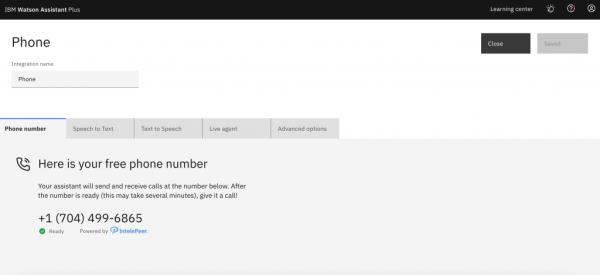 IBM Watson Assistant Plus
Learning center
Phone
Close
Saved
Integration name
Phone
Phone number
Speech to Text
Text to Speech
Live agent
Advanced options
Here is your free phone number
Your assistant will send and receive calls at the number below. After
the number is ready (this may take several minutes), give it a call!
+1 (704) 499-6865
Ready
Powered by IntelePeer.